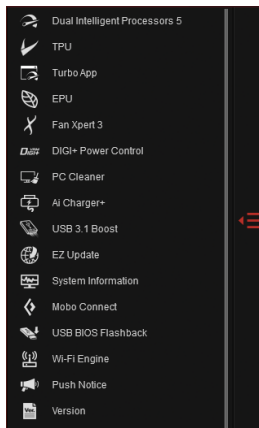 Dual Intelligent Processors 5
TPU
Turbo App
EPU
Fan Xpert 3
DIGI+ Power Control
PC Cleaner
Ai Charger+
USB 3.1 Boost
EZ Update
System Information
Mobo Connect
USB BIOS Flashback
Wi-Fi Engine
Push Notice
Ver.
Version